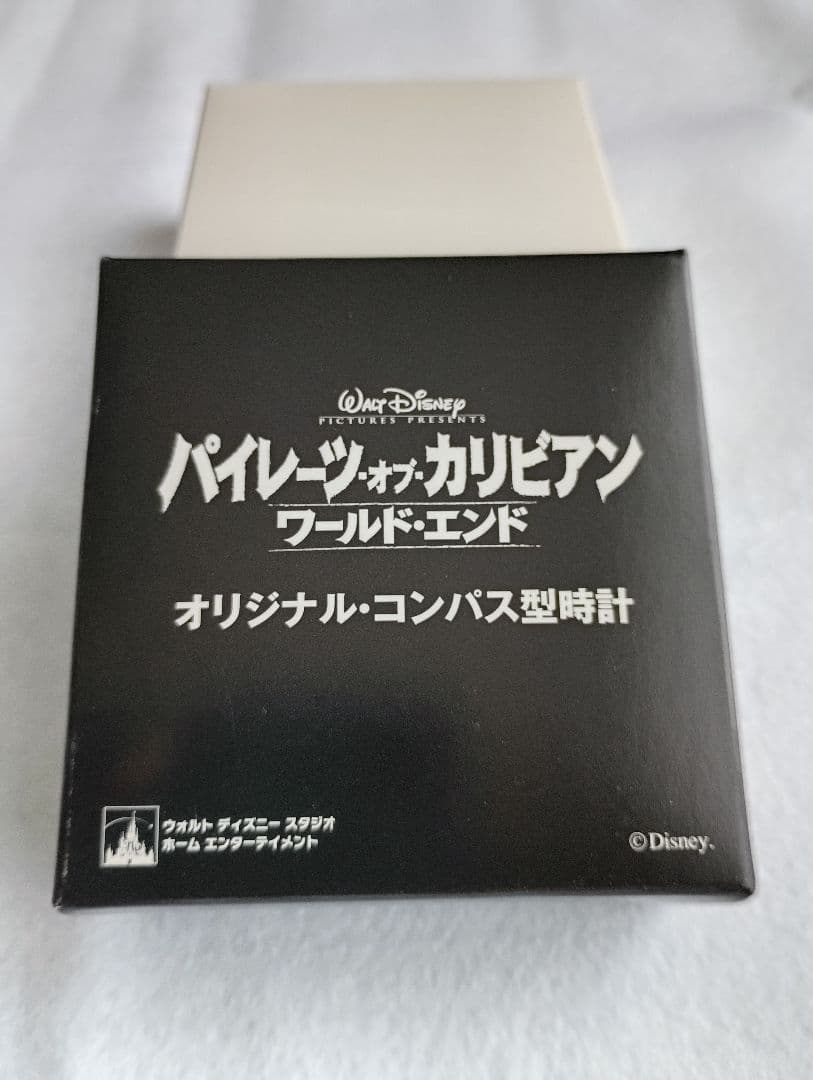 WALT DISNEY
PICTURES PRESENTS
パイレーツ・オブ・カリビアン
ワールド・エンド
オリジナル・コンパス型時計
ウォルト ディズニー スタジオ
ホーム エンターテイメント
©Disney.